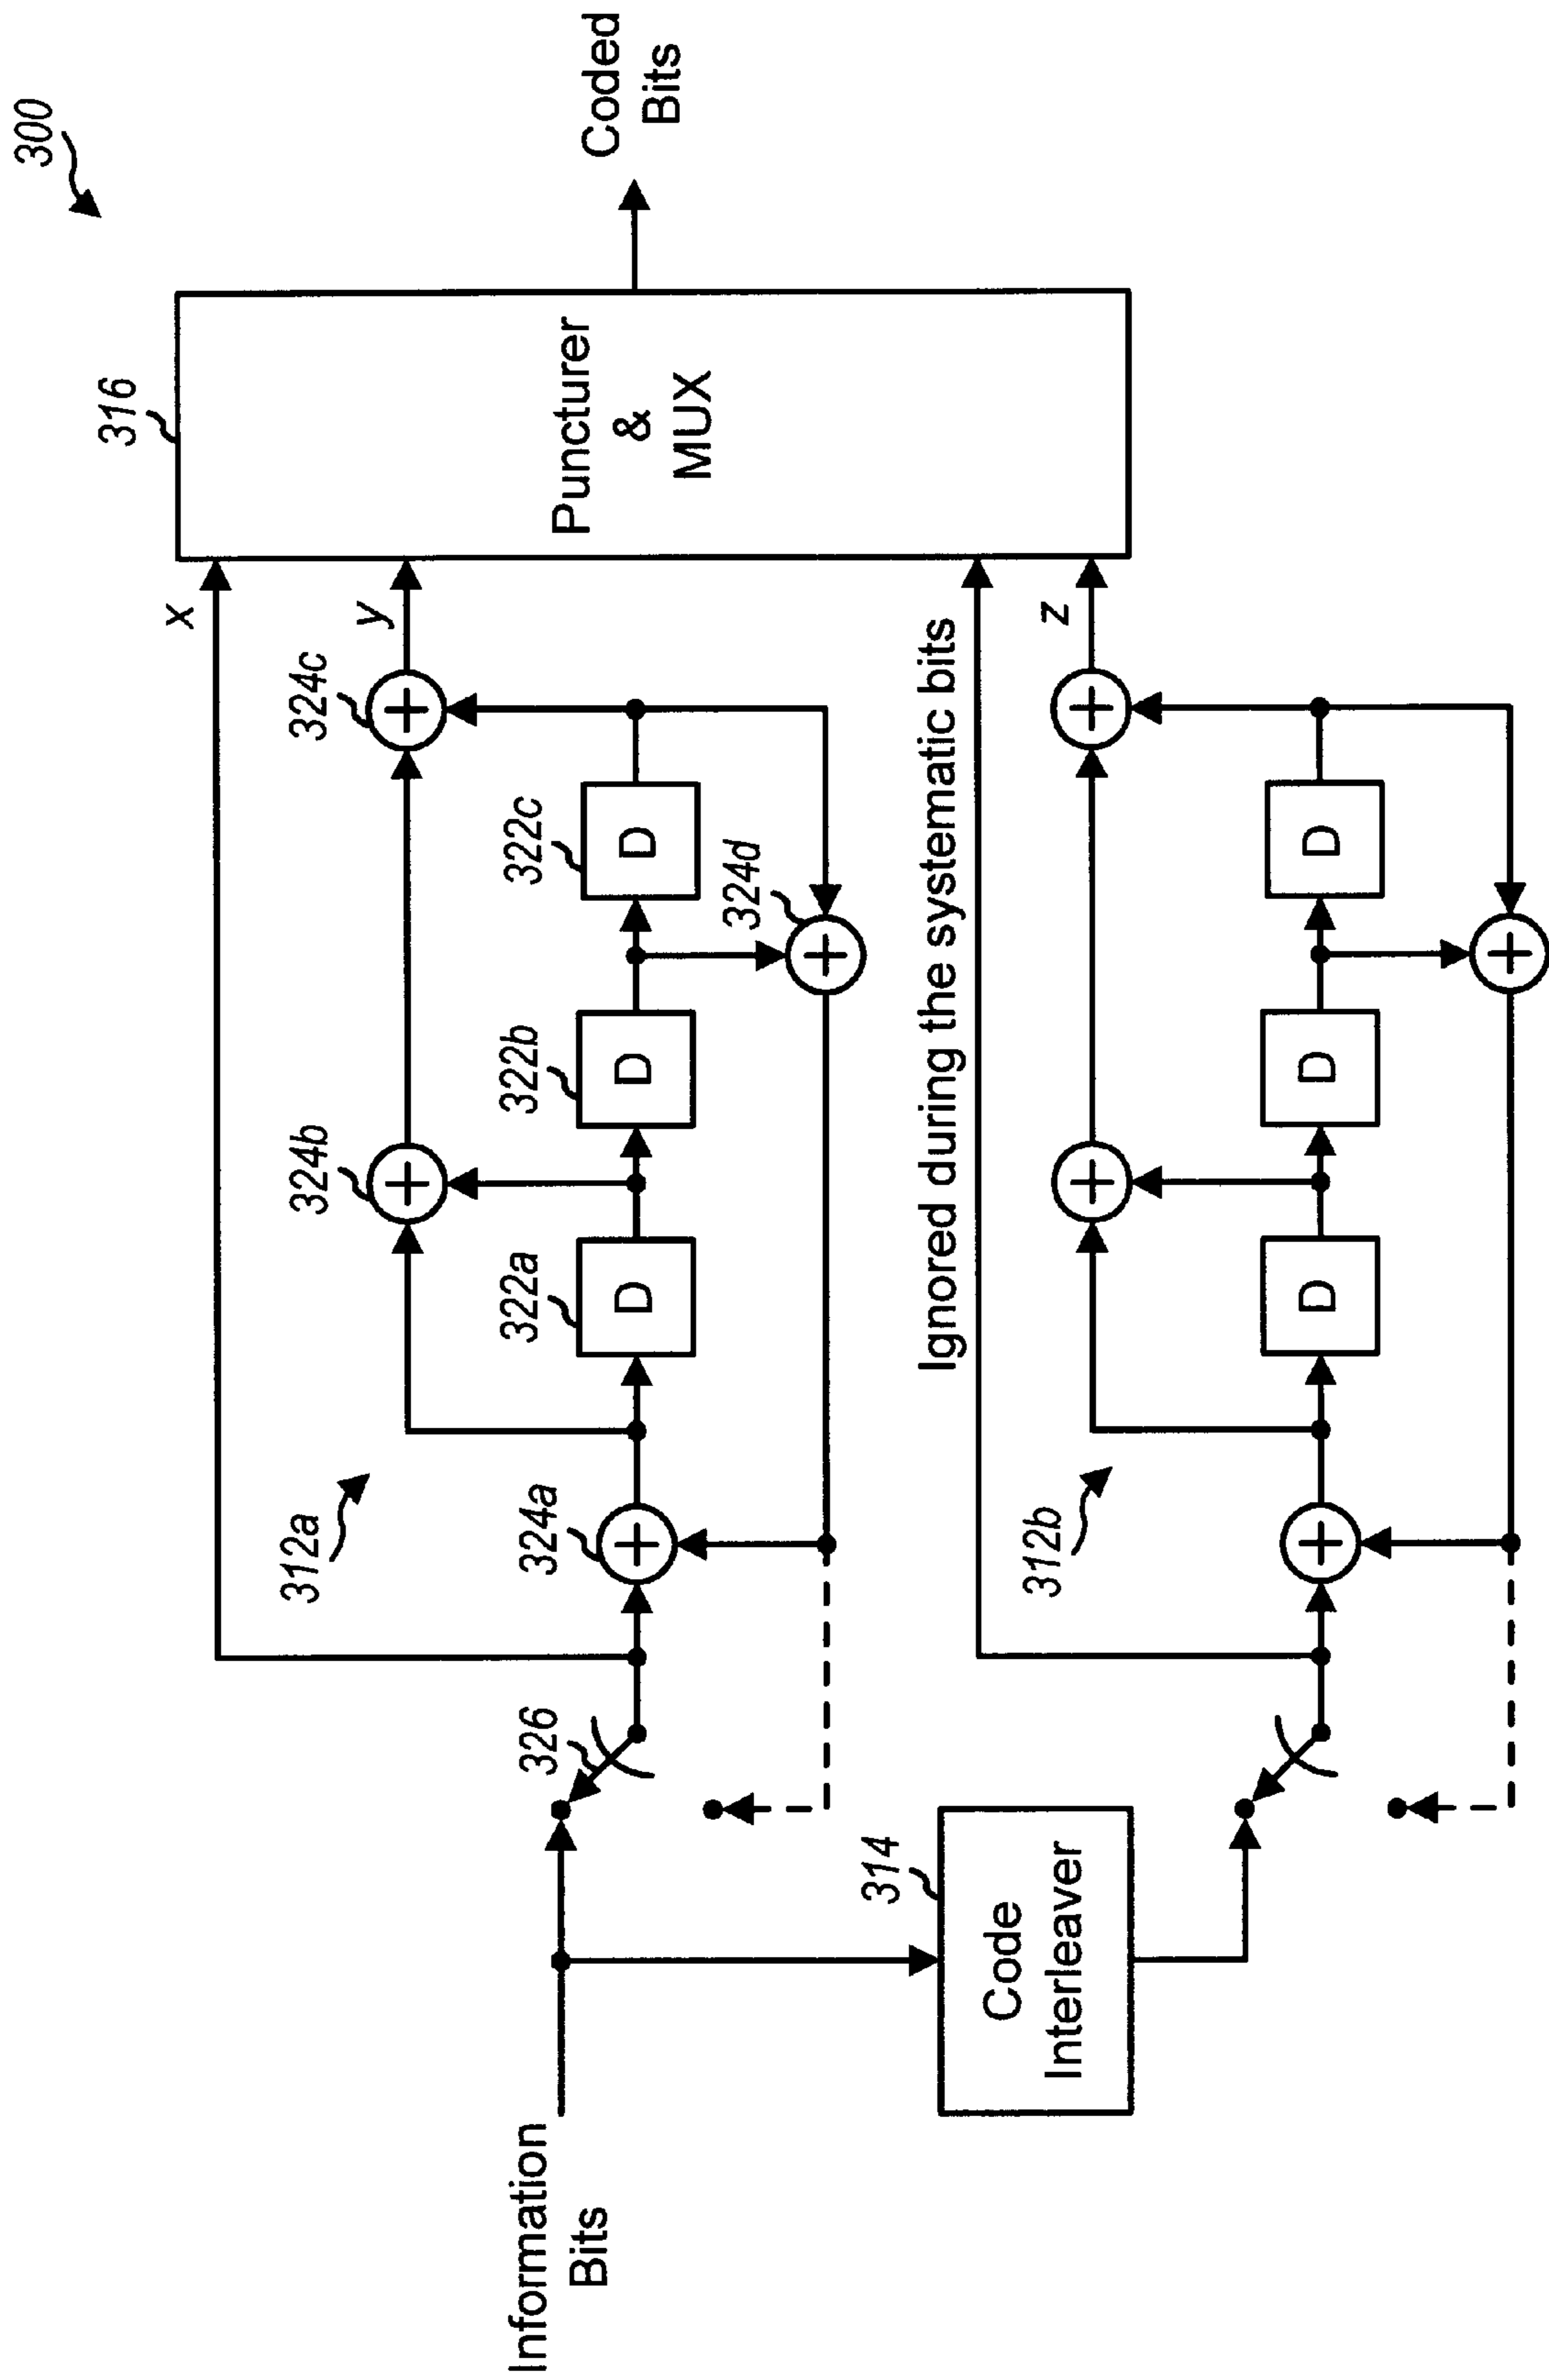 300
316
x
324c
y
Puncturer
&
MUX
Coded
Bits
324b
322a
322b
322c
D
D
D
312a
324a
324d
326
Information
Bits
Ignored during the systematic bits
z
314
Code
Interleaver
312b
D
D
D